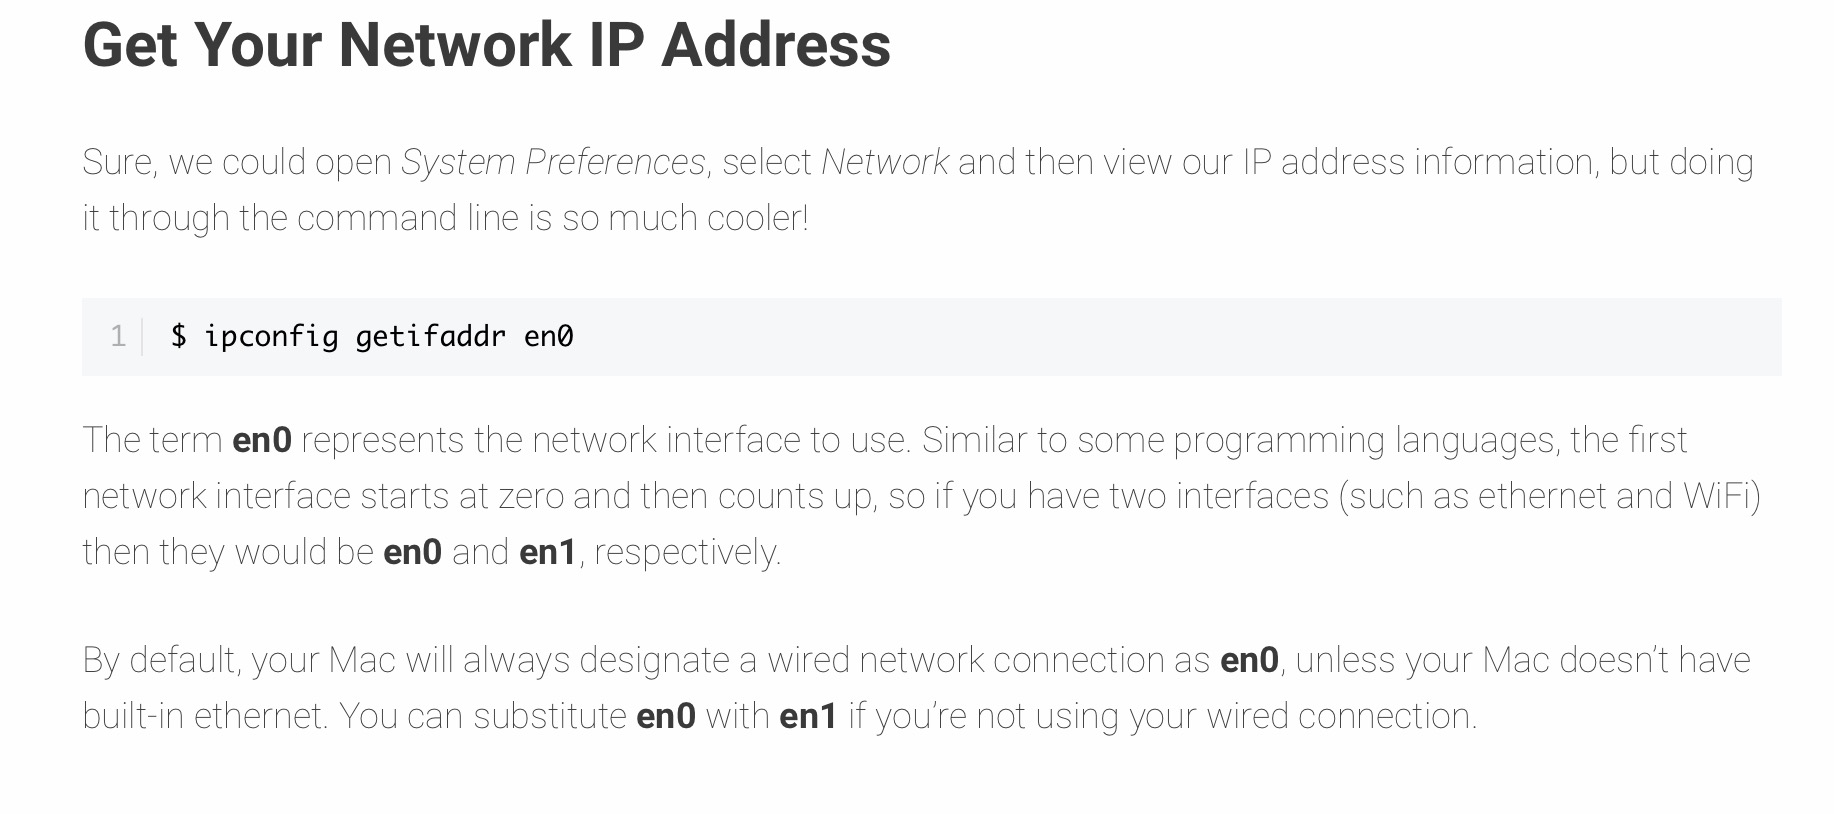 Get Your Network IP Address
Sure, we could open System Preferences, select Network and then view our IP address information, but doing
it through the command line is so much cooler!
1 $ ipconfig getifaddr en0
The term en0 represents the network interface to use. Similar to some programming languages, the first
network interface starts at zero and then counts up, so if you have two interfaces (such as ethernet and WiFi)
then they would be en0 and en1, respectively.
By default, your Mac will always designate a wired network connection as en0, unless your Mac doesn’t have
built-in ethernet. You can substitute en0 with en1 if you’re not using your wired connection.